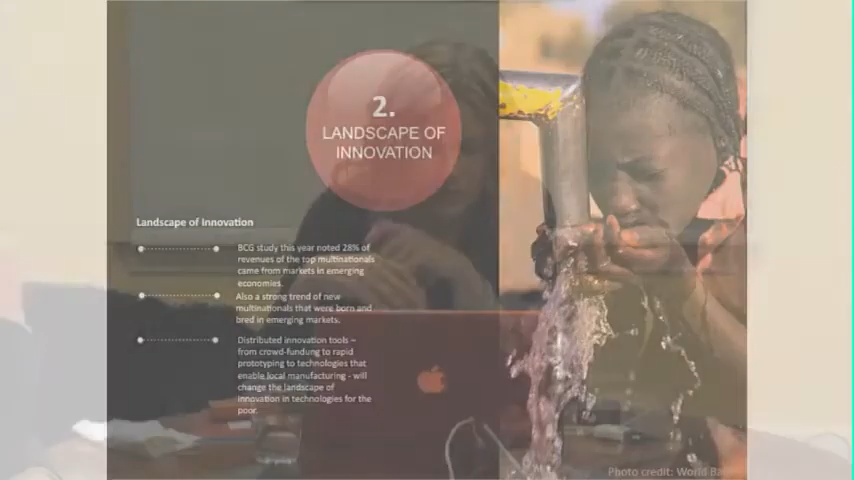 2.
LANDSCAPE OF
INNOVATION
Landscape of Innovation
BCG study this year noted 28% of
revenues of the top multinationals
came from markets in emerging
economies.
Also a strong trend of new
multinationals that were born and
bred in emerging markets.
Distributed innovation tools –
from crowd-funding to rapid
prototyping to technologies that
enable local manufacturing - will
change the landscape of
innovation in technologies for the
poor.
Photo credit: World